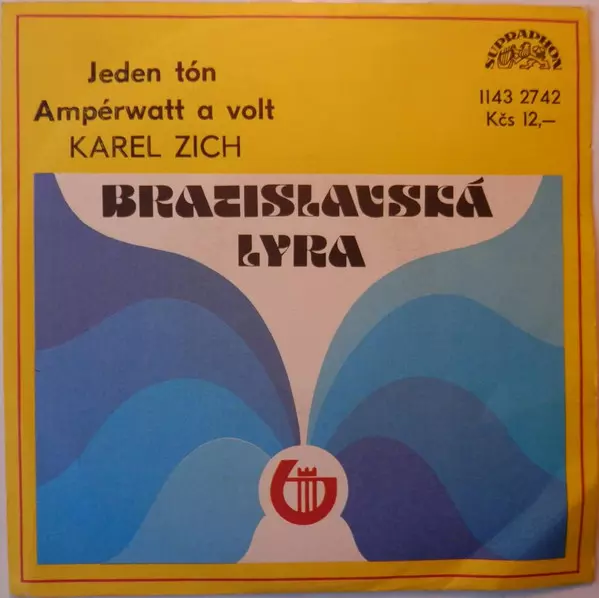 Jeden tón
Ampérwatt a volt
KAREL ZICH
SUPRAPHON
1143 2742
Kčs 12,—
BRATISLAVSKÁ
LYRA